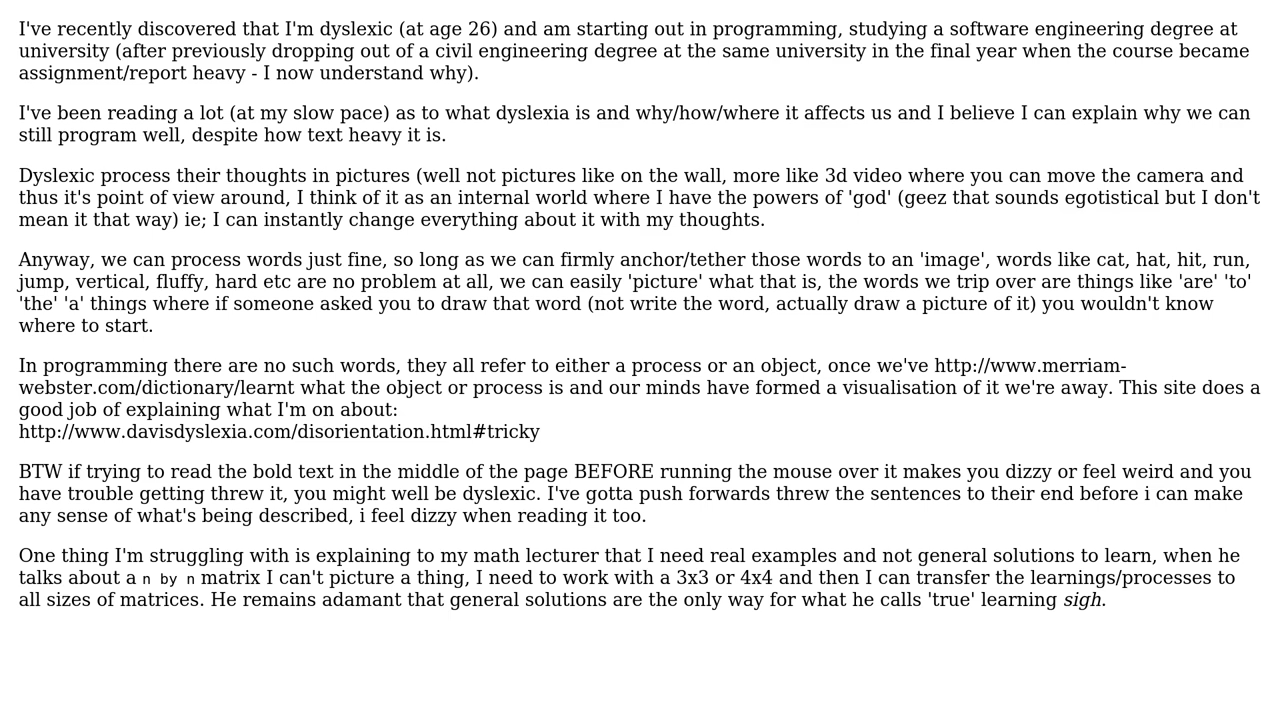 I've recently discovered that I'm dyslexic (at age 26) and am starting out in programming, studying a software engineering degree at
university (after previously dropping out of a civil engineering degree at the same university in the final year when the course became
assignment/report heavy - I now understand why).
I've been reading a lot (at my slow pace) as to what dyslexia is and why/how/where it affects us and I believe I can explain why we can
still program well, despite how text heavy it is.
Dyslexic process their thoughts in pictures (well not pictures like on the wall, more like 3d video where you can move the camera and
thus it's point of view around, I think of it as an internal world where I have the powers of 'god' (geez that sounds egotistical but I don't
mean it that way) ie; I can instantly change everything about it with my thoughts.
Anyway, we can process words just fine, so long as we can firmly anchor/tether those words to an 'image', words like cat, hat, hit, run,
jump, vertical, fluffy, hard etc are no problem at all, we can easily 'picture' what that is, the words we trip over are things like 'are' 'to'
'the' 'a' things where if someone asked you to draw that word (not write the word, actually draw a picture of it) you wouldn't know
where to start.
In programming there are no such words, they all refer to either a process or an object, once we've http://www.merriam-
webster.com/dictionary/learnt what the object or process is and our minds have formed a visualisation of it we're away. This site does a
good job of explaining what I'm on about:
http://www.davisdyslexia.com/disorientation.html#tricky
BTW if trying to read the bold text in the middle of the page BEFORE running the mouse over it makes you dizzy or feel weird and you
have trouble getting threw it, you might well be dyslexic. I've gotta push forwards threw the sentences to their end before i can make
any sense of what's being described, i feel dizzy when reading it too.
One thing I'm struggling with is explaining to my math lecturer that I need real examples and not general solutions to learn, when he
talks about a n by n matrix I can't picture a thing, I need to work with a 3x3 or 4x4 and then I can transfer the learnings/processes to
all sizes of matrices. He remains adamant that general solutions are the only way for what he calls 'true' learning sigh.